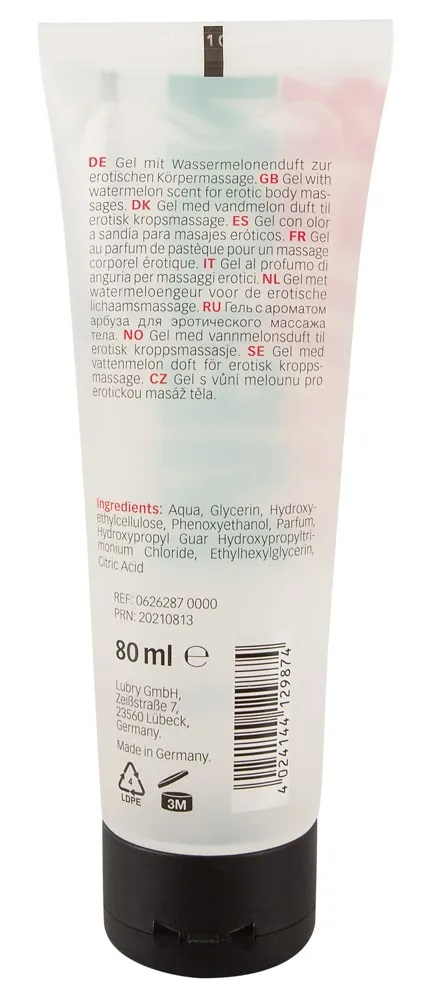 DE Gel mit Wassermelonenduft zur
erotischen Körpermassage. GB Gel with
watermelon scent for erotic body mas-
sages. DK Gel med vandmelon duft til
erotisk kropsmassage. ES Gel con olor
a sandía para masajes eróticos. FR Gel
au parfum de pastèque pour un massage
corporel érotique. IT Gel al profumo di
anguria per massaggi erotici. NL Gel met
watermeloengeur voor de erotische
lichaamsmassage. RU Гель с ароматом
арбуза для эротического массажа
тела. NO Gel med vannmelonsduft til
erotisk kroppsmassasje. SE Gel med
vattenmelon doft för erotisk kropps-
massage. CZ Gel s vůní melounu pro
erotickou masáž těla.
Ingredients: Aqua, Glycerin, Hydroxy-
ethylcellulose, Phenoxyethanol, Parfum,
Hydroxypropyl Guar Hydroxypropyltri-
monium Chloride, Ethylhexylglycerin,
Citric Acid
REF: 0626287 0000
PRN: 20210813
80 ml ℮
Lubry GmbH,
Zeißstraße 7,
23560 Lübeck,
Germany.
Made in Germany.
4
LDPE
3M
4 024144 129874